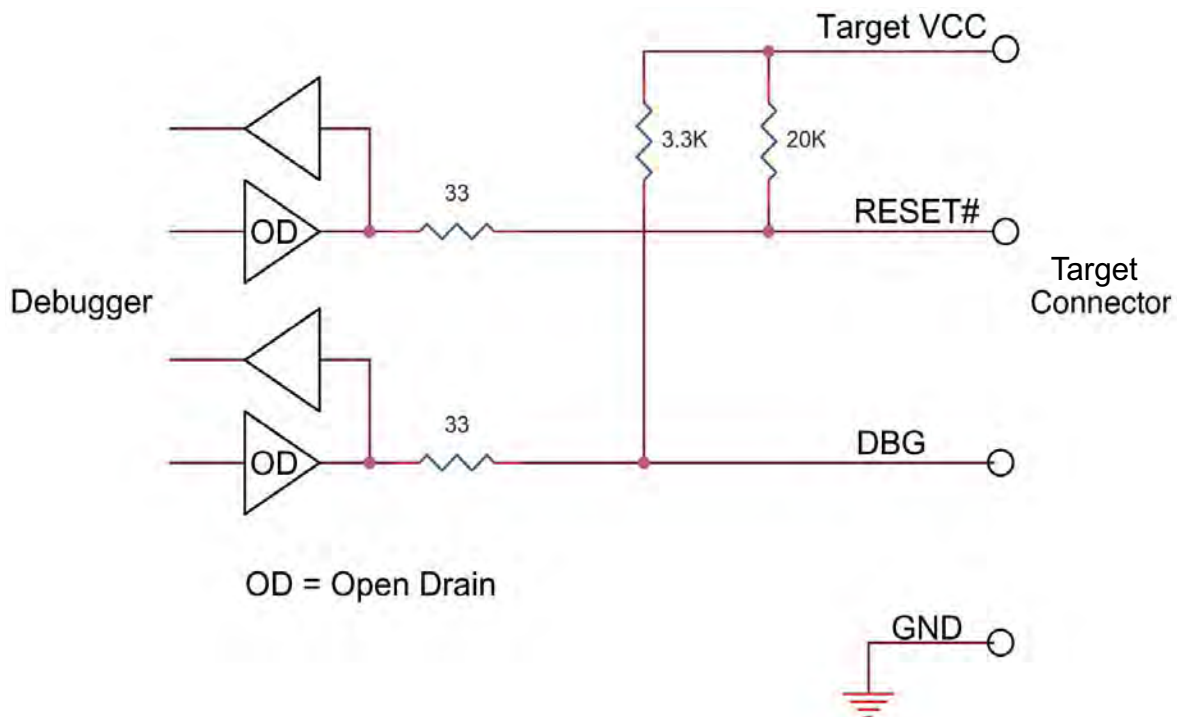 Target VCC
3.3K
20K
33
OD
RESET#
Debugger
Target
Connector
33
OD
DBG
OD = Open Drain
GND